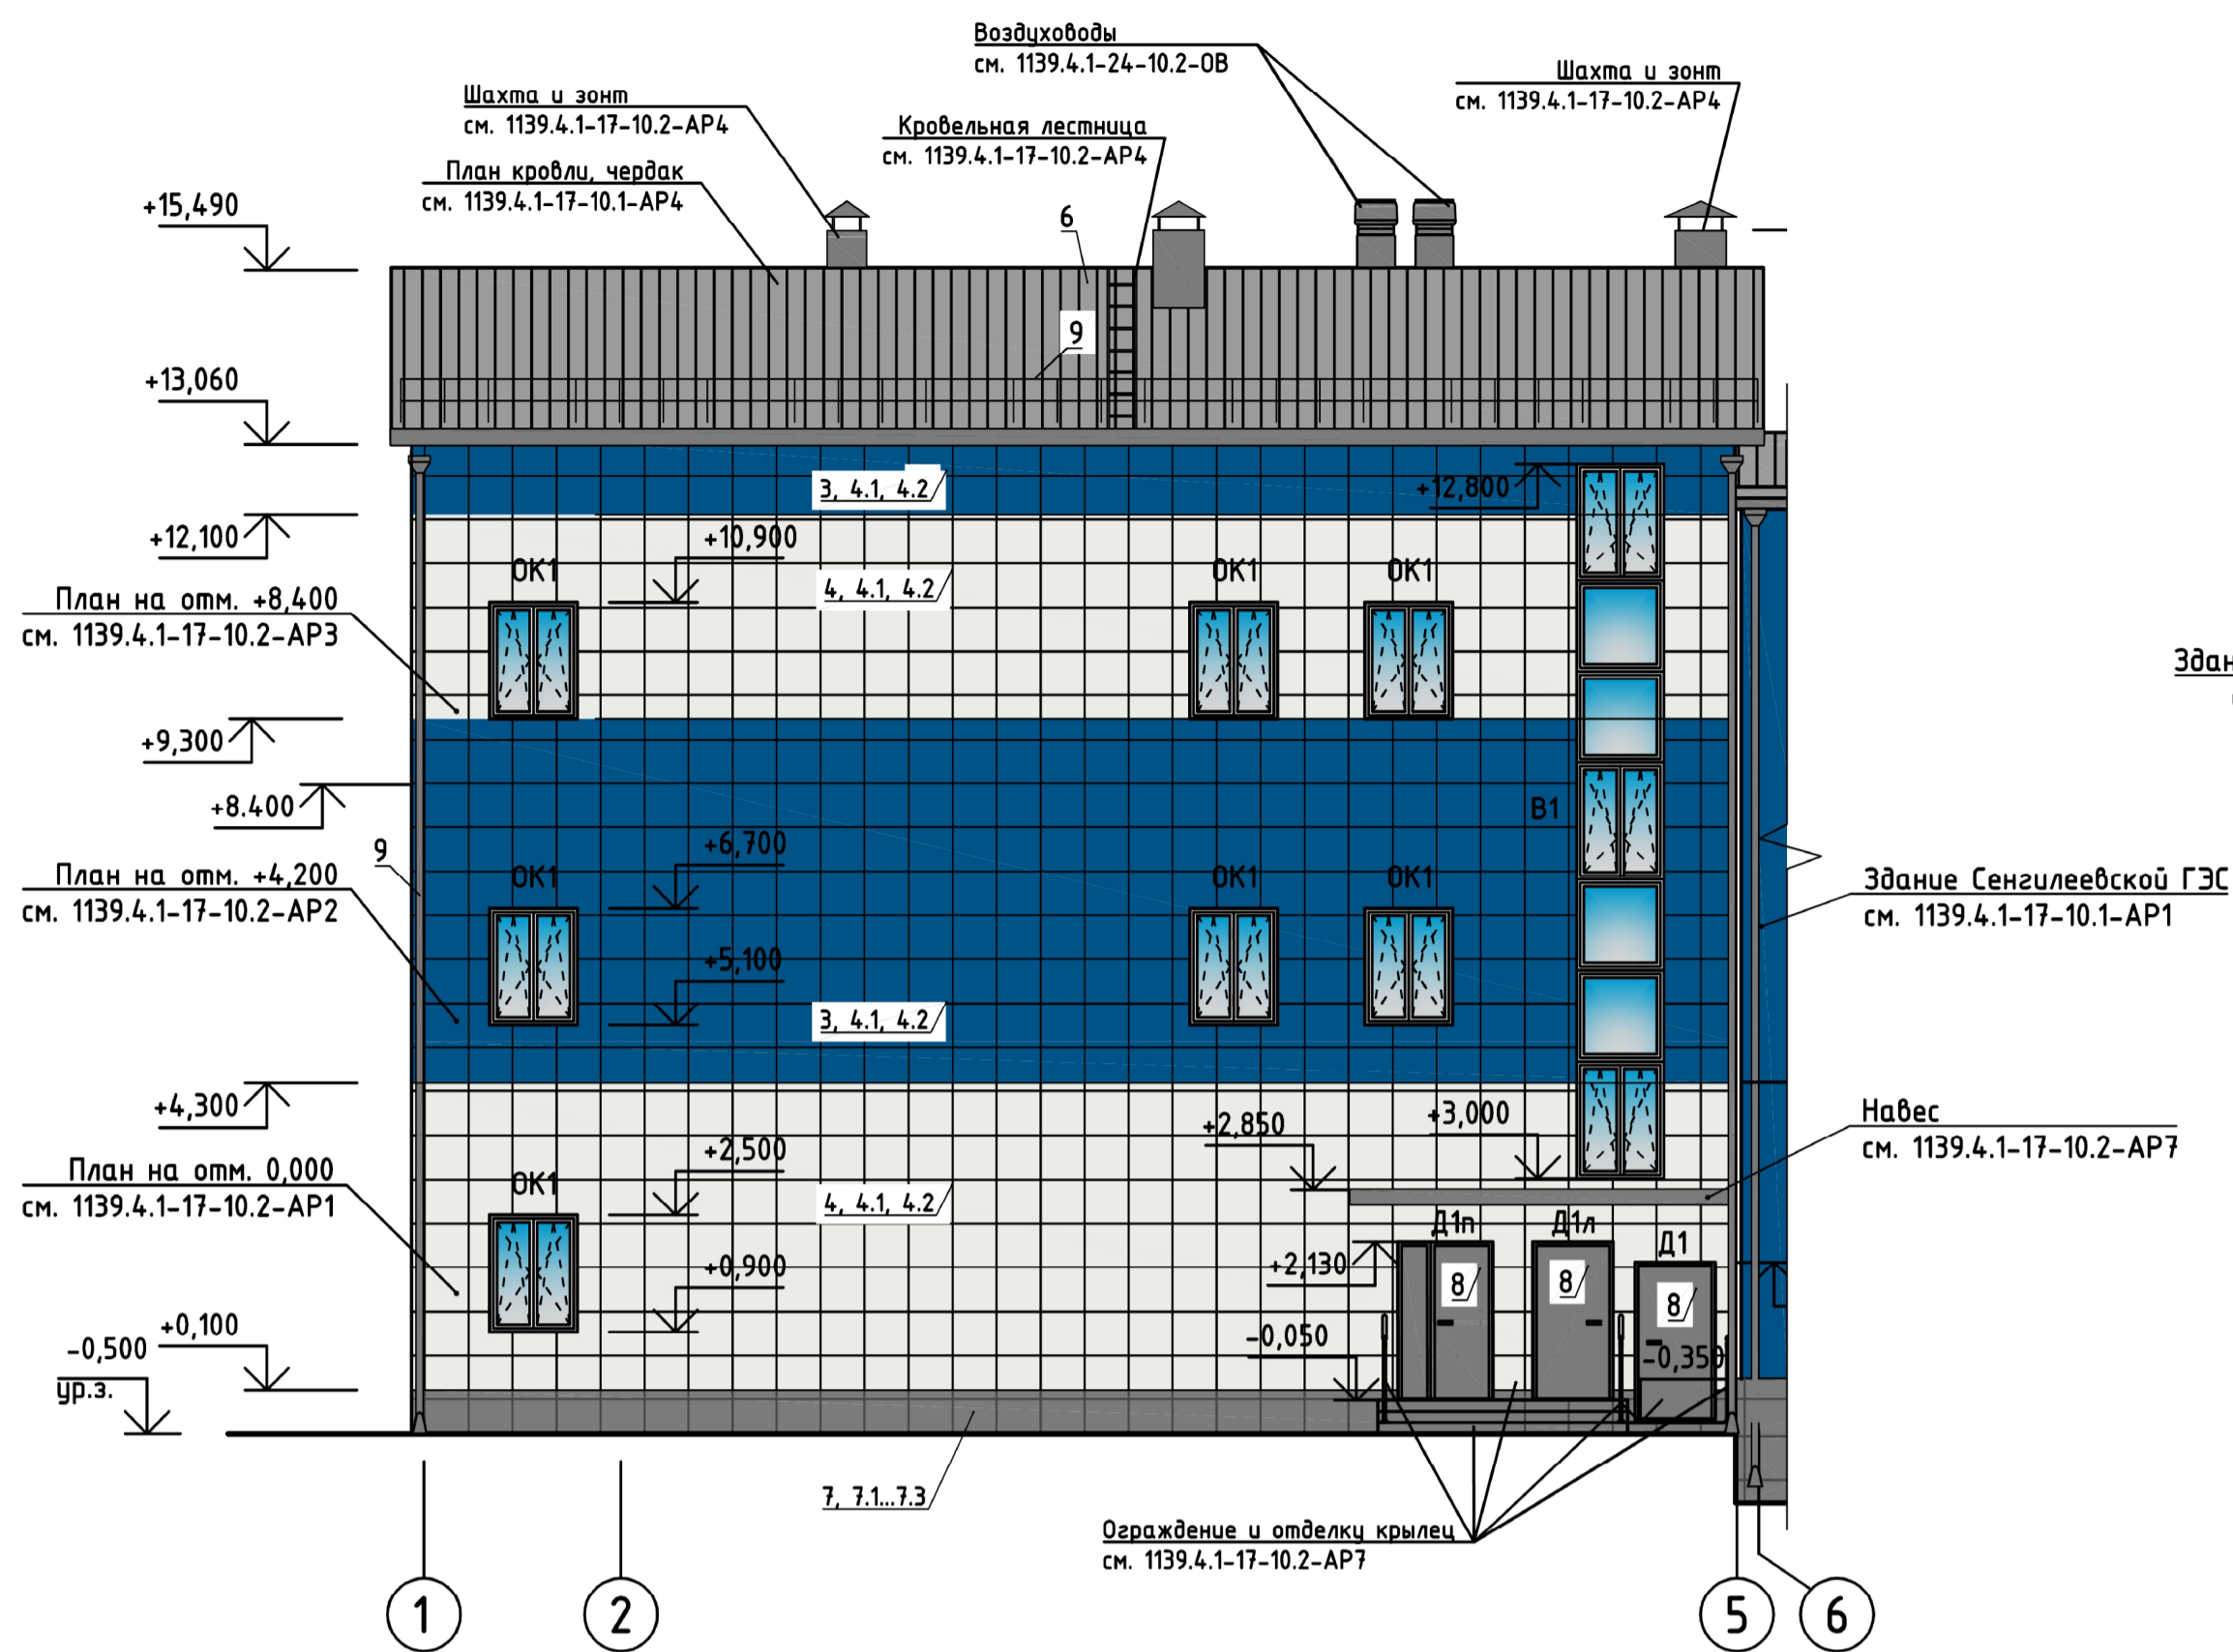 Воздуховоды
см. 1139.4.1-24-10.2-ОВ
Шахта и зонт
см. 1139.4.1-17-10.2-АР4
Шахта и зонт
см. 1139.4.1-17-10.2-АР4
Кровельная лестница
см. 1139.4.1-17-10.2-АР4
План кровли, чердак
см. 1139.4.1-17-10.1-АР4
+15,490
6
9
+13,060
3, 4.1, 4.2
+12,800
+12,100
+10,900
ОК1
ОК1
ОК1
4, 4.1, 4.2
План на отм. +8,400
см. 1139.4.1-17-10.2-АР3
+9,300
+8.400
В1
9
+6,700
План на отм. +4,200
см. 1139.4.1-17-10.2-АР2
ОК1
ОК1
ОК1
Здание Сенгилеевской ГЭС
см. 1139.4.1-17-10.1-АР1
+5,100
3, 4.1, 4.2
+4,300
+2,850
+3,000
Навес
см. 1139.4.1-17-10.2-АР7
+2,500
План на отм. 0,000
см. 1139.4.1-17-10.2-АР1
ОК1
4, 4.1, 4.2
Д1п
Д1л
Д1
+2,130
+0,900
8
8
8
+0,100
-0,500
ур.з.
-0,050
-0,350
7, 7.1...7.3
Ограждение и отделку крылец
см. 1139.4.1-17-10.2-АР7
1
2
5
6